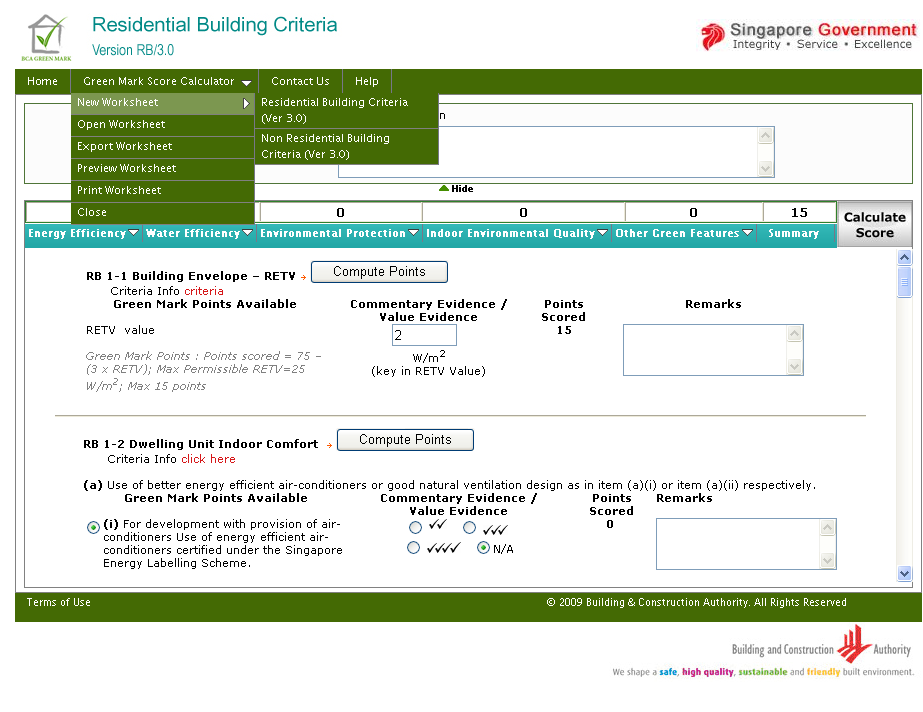 Residential Building Criteria
Version RB/3.0
BCA GREEN MARK
Singapore Government
Integrity • Service • Excellence
Home Green Mark Score Calculator Contact Us Help
New Worksheet
Open Worksheet
Export Worksheet
Preview Worksheet
Print Worksheet
Close
Residential Building Criteria
(Ver 3.0)
Non Residential Building
Criteria (Ver 3.0)
n
Hide
0 0 0 15
Calculate
Score
Energy Efficiency Water Efficiency Environmental Protection Indoor Environmental Quality Other Green Features Summary
RB 1-1 Building Envelope – RETV → Compute Points
Criteria Info criteria
Green Mark Points Available
Commentary Evidence /
Value Evidence
Points
Scored
Remarks
RETV value
2
15
W/m2
(key in RETV Value)
Green Mark Points : Points scored = 75 –
(3 x RETV); Max Permissible RETV=25
W/m2; Max 15 points
RB 1-2 Dwelling Unit Indoor Comfort → Compute Points
Criteria Info click here
(a) Use of better energy efficient air-conditioners or good natural ventilation design as in item (a)(i) or item (a)(ii) respectively.
Green Mark Points Available
Commentary Evidence /
Value Evidence
Points
Scored
Remarks
(i) For development with provision of air-
conditioners Use of energy efficient air-
conditioners certified under the Singapore
Energy Labelling Scheme.
✓✓ ✓✓✓
✓✓✓✓ N/A
0
Terms of Use
© 2009 Building & Construction Authority. All Rights Reserved
Building and Construction Authority
We shape a safe, high quality, sustainable and friendly built environment.